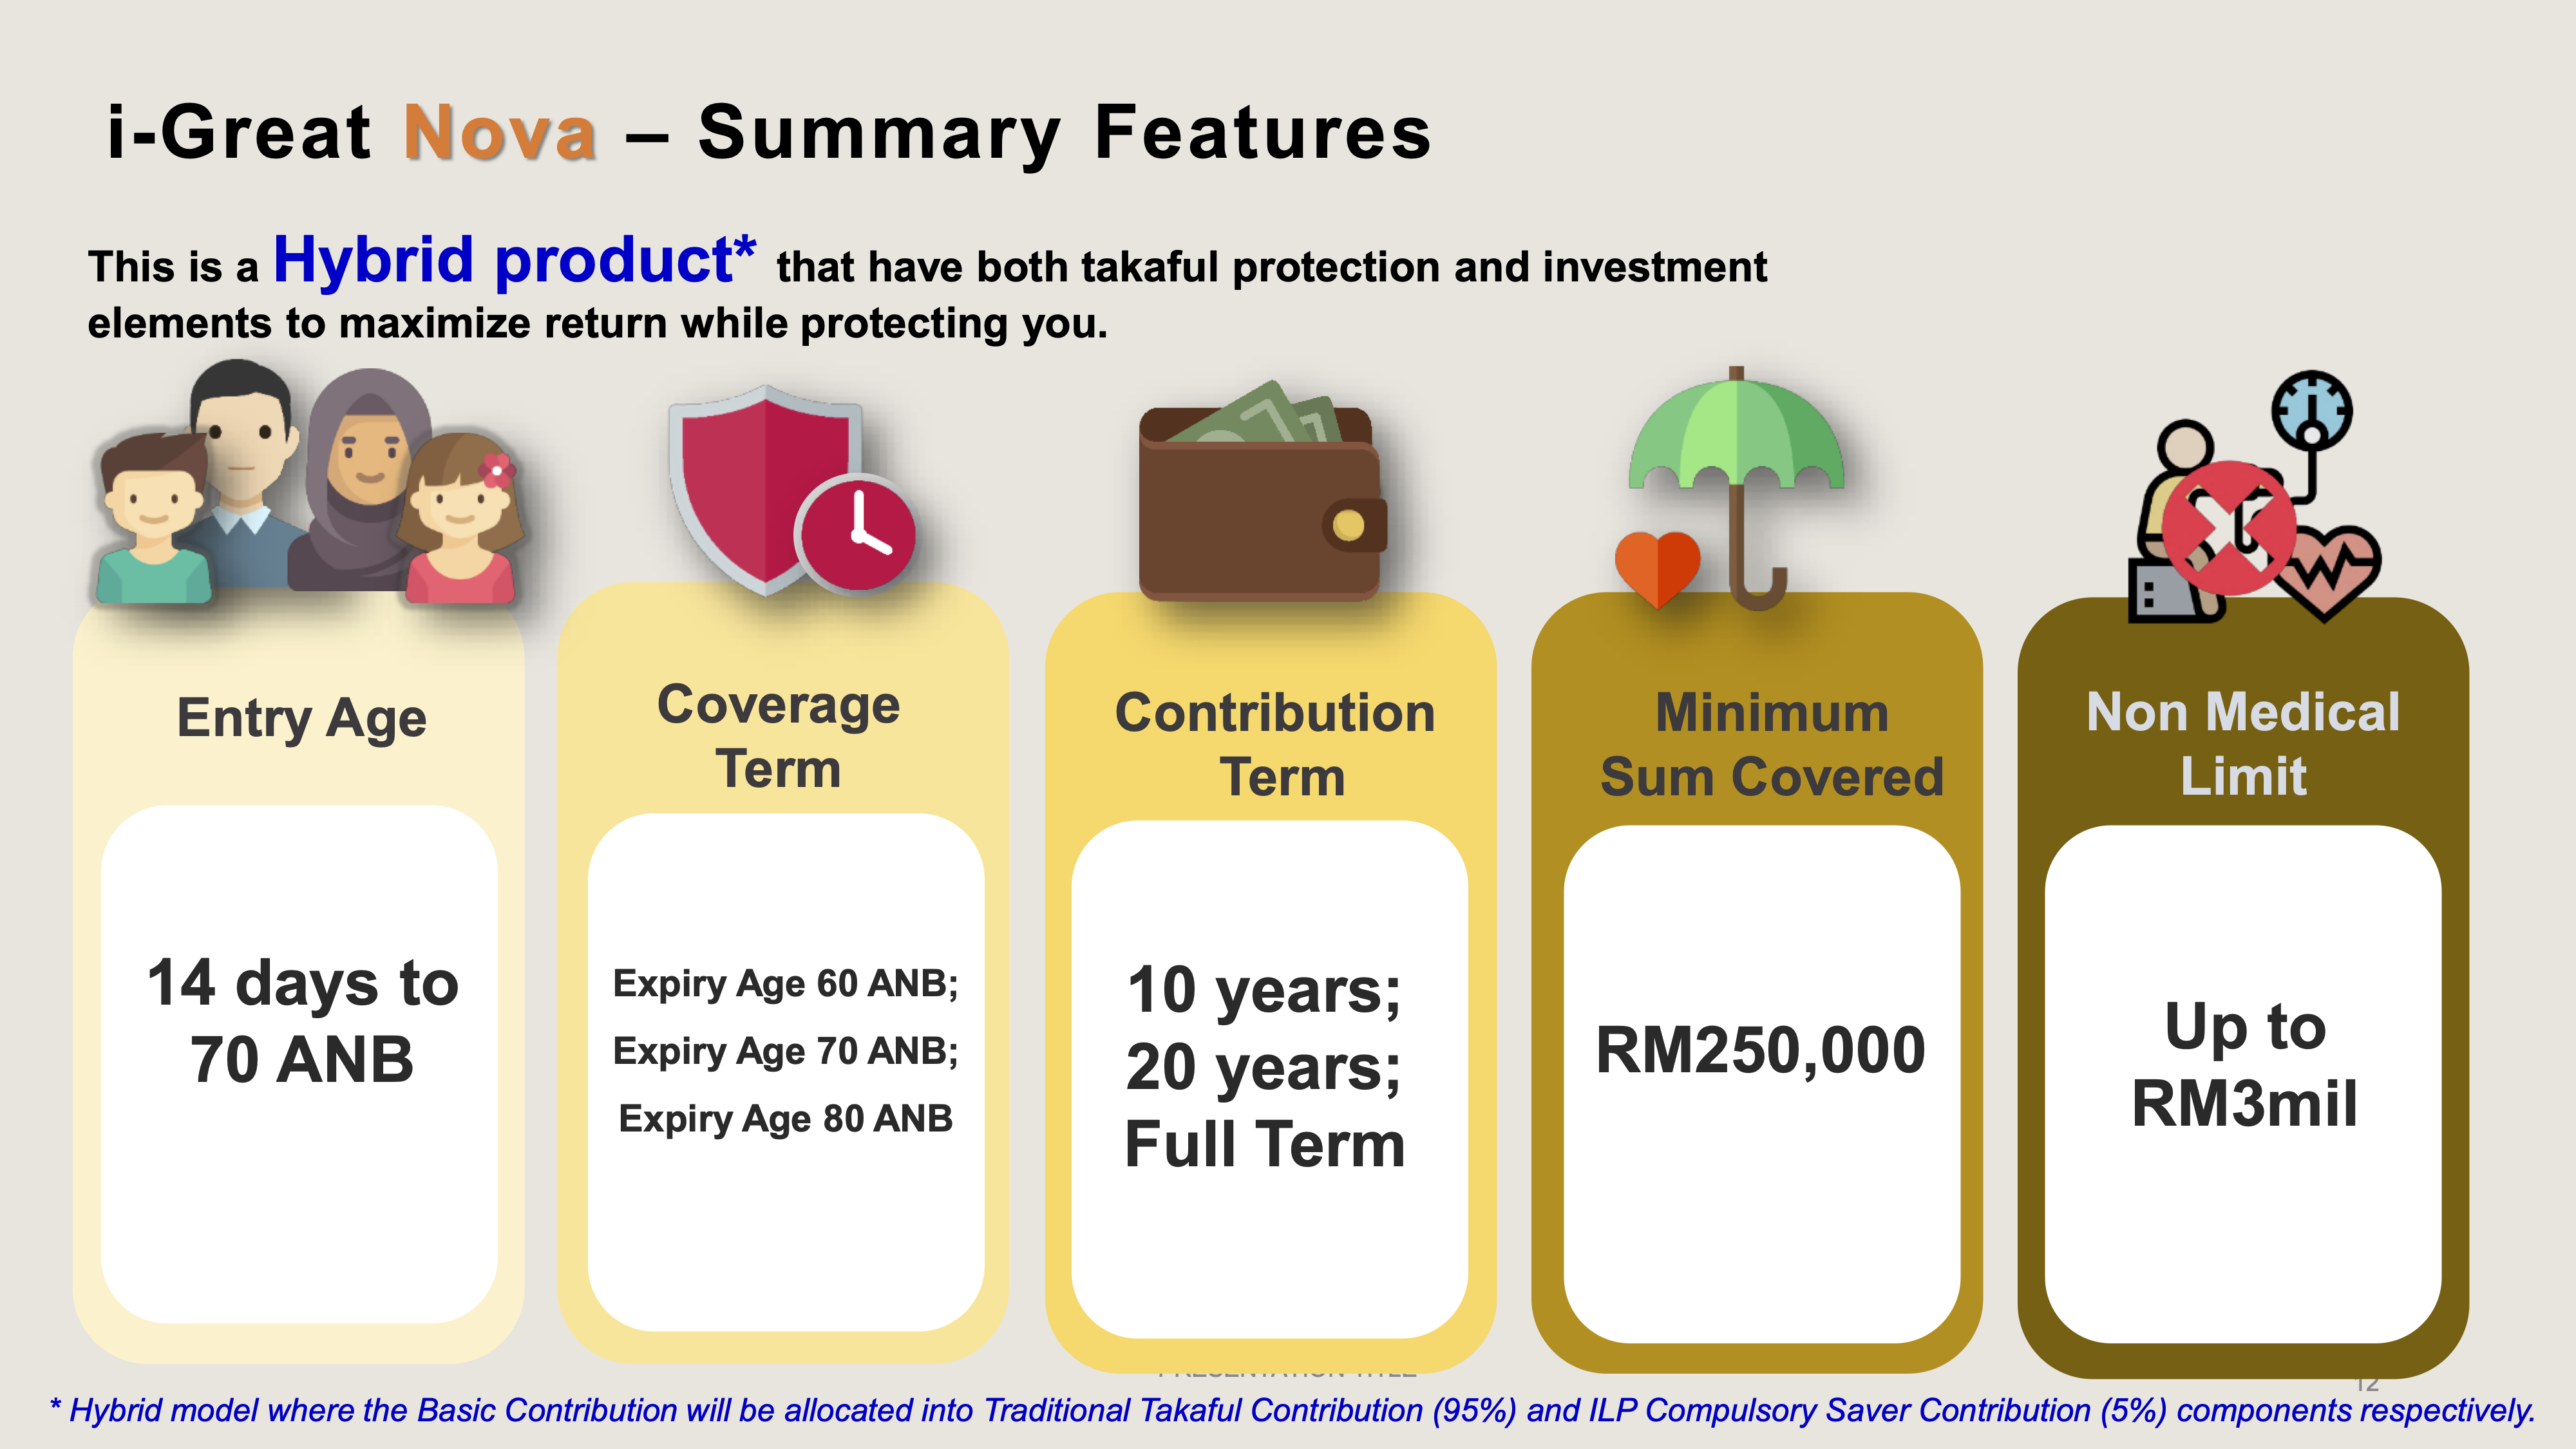 i-Great Nova – Summary Features
This is a Hybrid product* that have both takaful protection and investment
elements to maximize return while protecting you.
Entry Age
14 days to
70 ANB
Coverage
Term
Expiry Age 60 ANB;
Expiry Age 70 ANB;
Expiry Age 80 ANB
Contribution
Term
10 years;
20 years;
Full Term
Minimum
Sum Covered
RM250,000
Non Medical
Limit
Up to
RM3mil
PRESENTATION TITLE
12
* Hybrid model where the Basic Contribution will be allocated into Traditional Takaful Contribution (95%) and ILP Compulsory Saver Contribution (5%) components respectively.